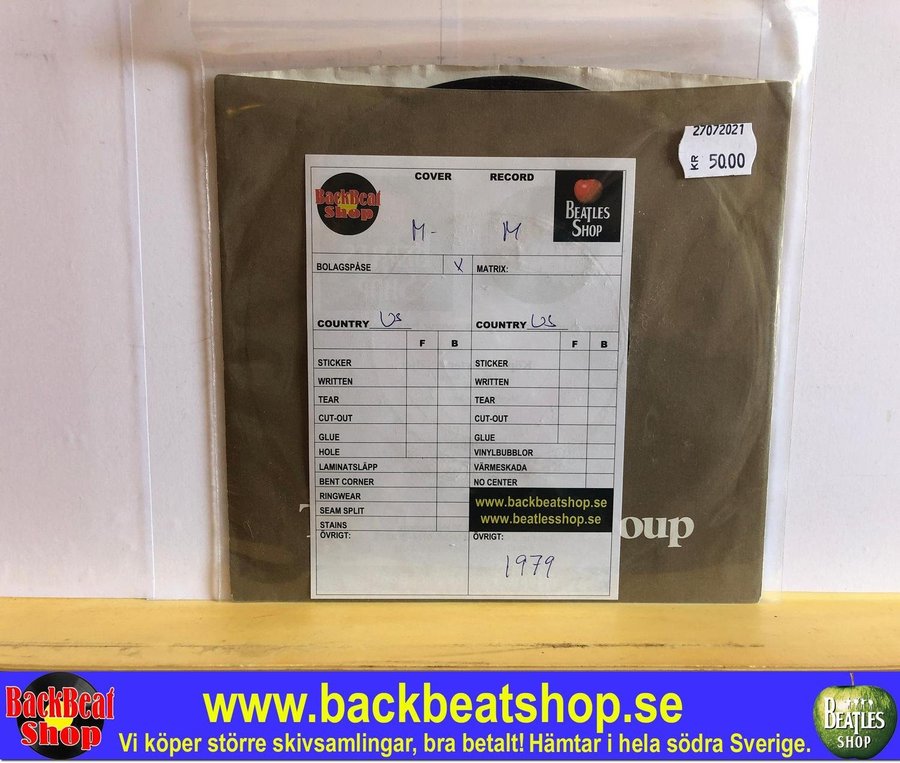 27072021
KR 50.00
COVER RECORD
BackBeat
Shop
BEATLES
SHOP
M- M
BOLAGSPÅSE X MATRIX:
COUNTRY US COUNTRY US
F B F B
STICKER STICKER
WRITTEN WRITTEN
TEAR TEAR
CUT-OUT CUT-OUT
GLUE GLUE
HOLE VINYLBUBBLOR
LAMINATSLÄPP VÄRMESKADA
BENT CORNER NO CENTER
RINGWEAR
SEAM SPLIT
STAINS
www.backbeatshop.se
www.beatlesshop.se
T oup
ÖVRIGT: ÖVRIGT:
1979
BackBeat
Shop
www.backbeatshop.se
Vi köper större skivsamlingar, bra betalt! Hämtar i hela södra Sverige.
BEATLES
SHOP